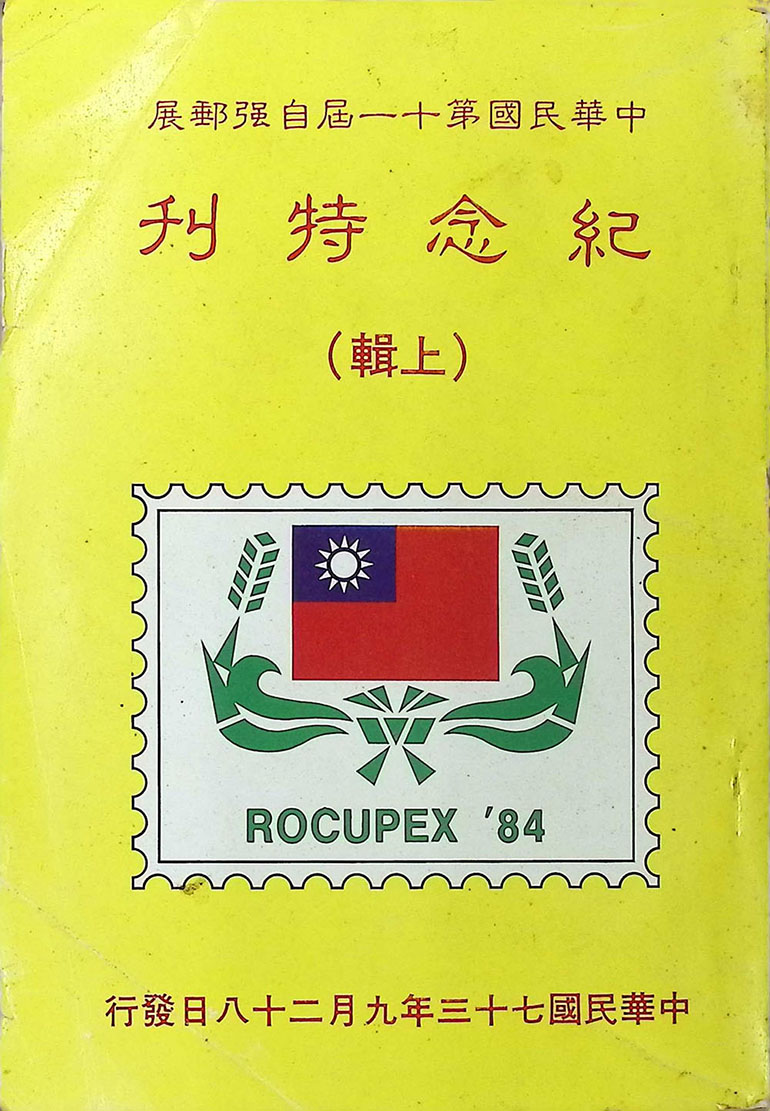 中華民國第十一屆自强郵展
紀念特刊
（上輯）
ROCUPEX '84
中華民國七十三年九月二十八日發行